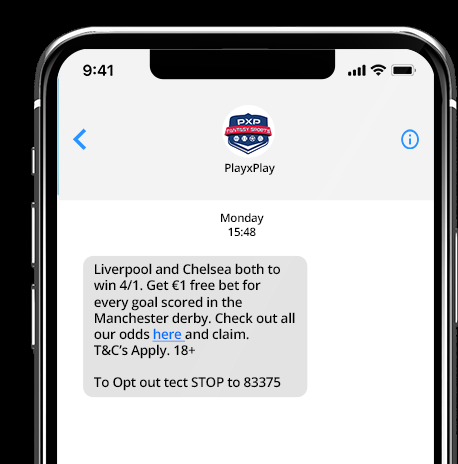 9:41
PXP
FANTASY SPORTS
PlayxPlay
Monday
15:48
Liverpool and Chelsea both to
win 4/1. Get €1 free bet for
every goal scored in the
Manchester derby. Check out all
our odds here and claim.
T&C's Apply. 18+
To Opt out tect STOP to 83375